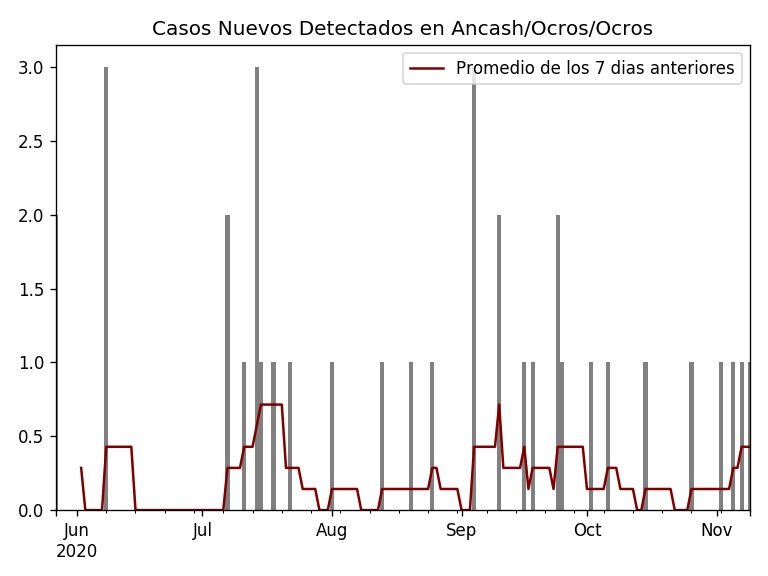 Casos Nuevos Detectados en Ancash/Ocros/Ocros
Promedio de los 7 dias anteriores
3.0
2.5
2.0
1.5
1.0
0.5
0.0
Jun Jul Aug Sep Oct Nov
2020